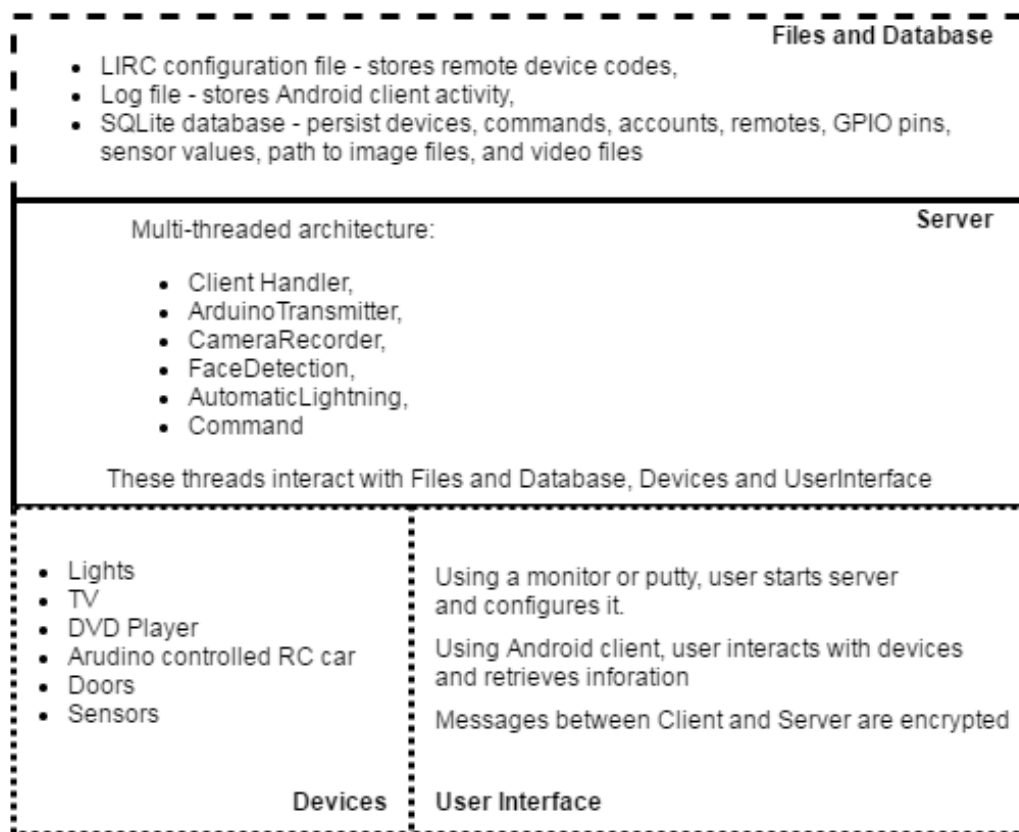 Files and Database
• LIRC configuration file - stores remote device codes,
• Log file - stores Android client activity,
• SQLite database - persist devices, commands, accounts, remotes, GPIO pins,
sensor values, path to image files, and video files
Server
Multi-threaded architecture:
• Client Handler,
• ArduinoTransmitter,
• CameraRecorder,
• FaceDetection,
• AutomaticLightning,
• Command
These threads interact with Files and Database, Devices and UserInterface
• Lights
• TV
• DVD Player
• Arudino controlled RC car
• Doors
• Sensors
Devices
Using a monitor or putty, user starts server
and configures it.
Using Android client, user interacts with devices
and retrieves inforation
Messages between Client and Server are encrypted
User Interface